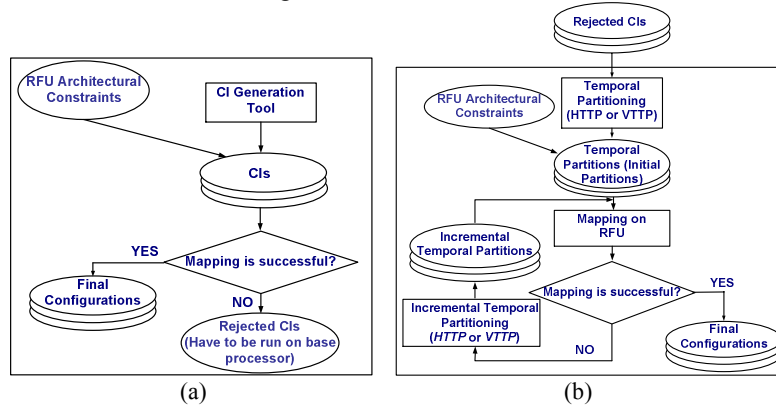 RFU Architectural
Constraints
CI Generation
Tool
CIs
Mapping is successful?
YES
Final
Configurations
NO
Rejected CIs
(Have to be run on base
processor)
(a)
Rejected CIs
Temporal
Partitioning
(HTTP or VTTP)
RFU Architectural
Constraints
Temporal
Partitions (Initial
Partitions)
Mapping on
RFU
Incremental
Temporal Partitions
Mapping is successful?
YES
Incremental Temporal
Partitioning
(HTTP or VTTP)
NO
Final
Configurations
(b)